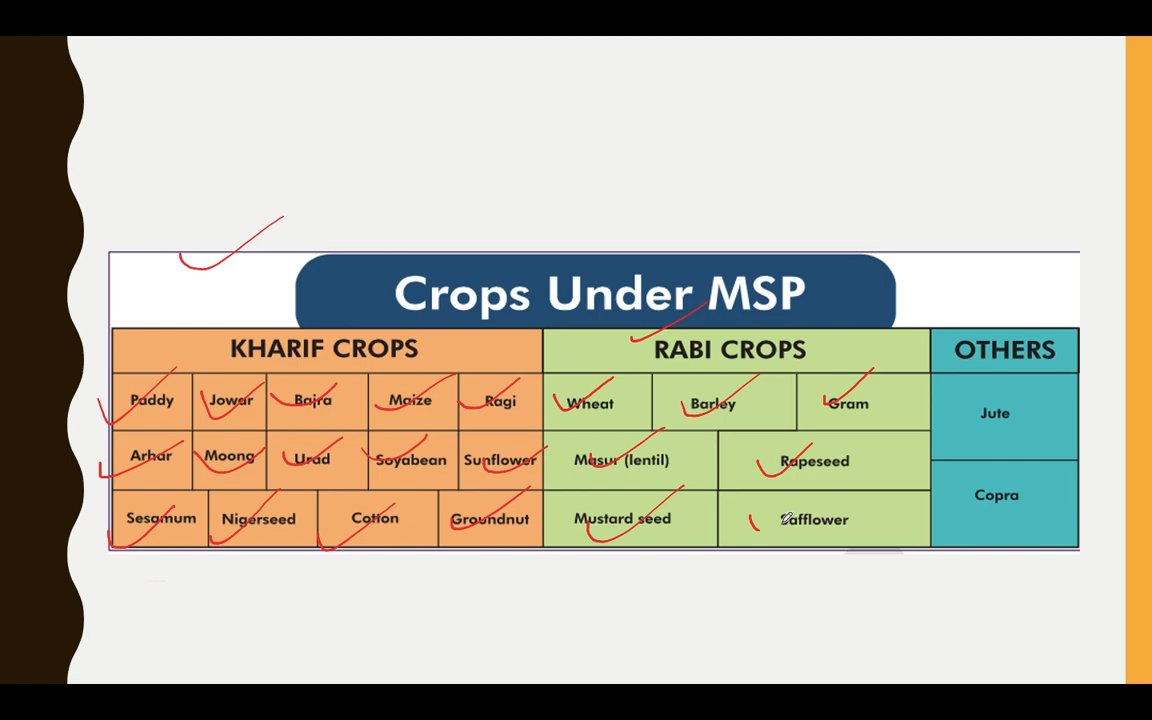 Crops Under MSP
KHARIF CROPS RABI CROPS OTHERS
Paddy Jowar Bajra Maize Ragi Wheat Barley Gram Jute
Arhar Moong Urad Soyabean Sunflower Masur (lentil) Rapeseed
Copra
Sesamum Nigerseed Cotton Groundnut Mustard seed Safflower